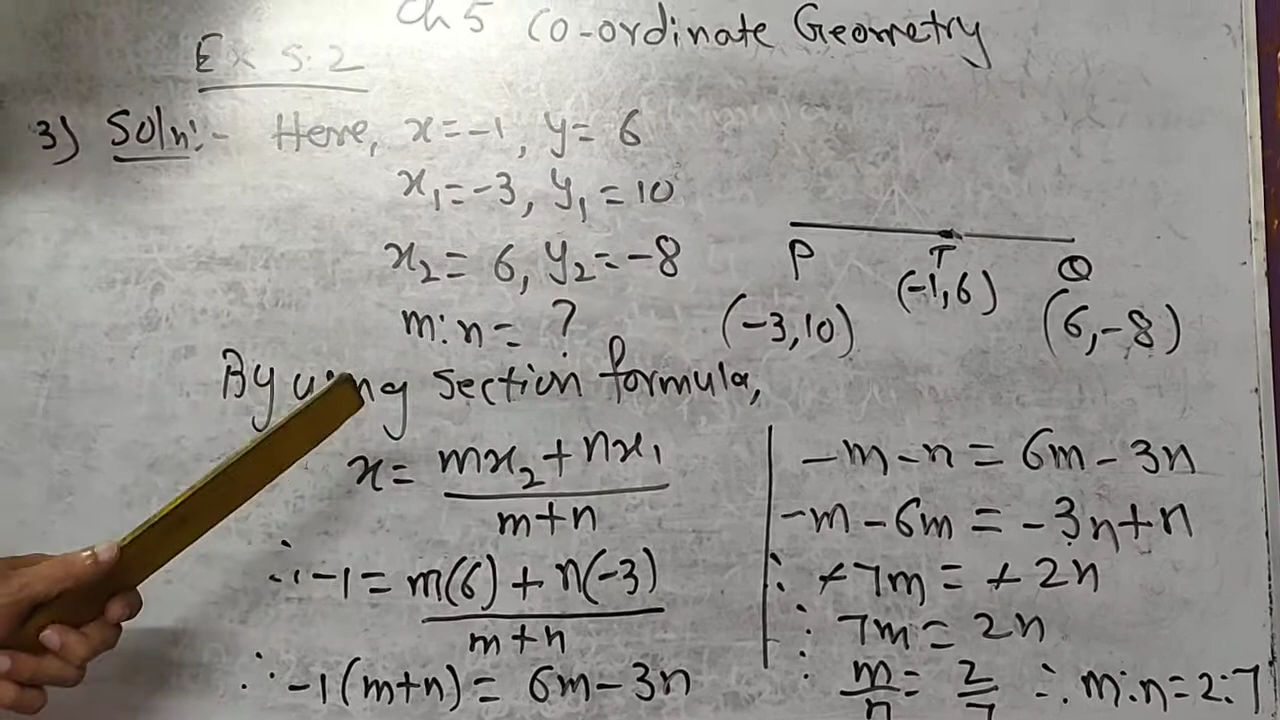 Ch 5 Co-ordinate Geometry
Ex 5.2
3) Soln:- Here, x=-1, y= 6
x₁=-3, y₁=10
x₂= 6, y₂=-8
m:n= ?
P T Q
(-3,10) (-1,6) (6,-8)
By using section formula,
x= mx₂+nx₁
m+n
∴ -1= m(6)+n(-3)
m+n
∴ -1(m+n)= 6m-3n
-m-n= 6m-3n
-m-6m= -3n+n
∴ -7m= -2n
∴ 7m= 2n
∴ m/n= 2/7 ∴ m:n=2:7